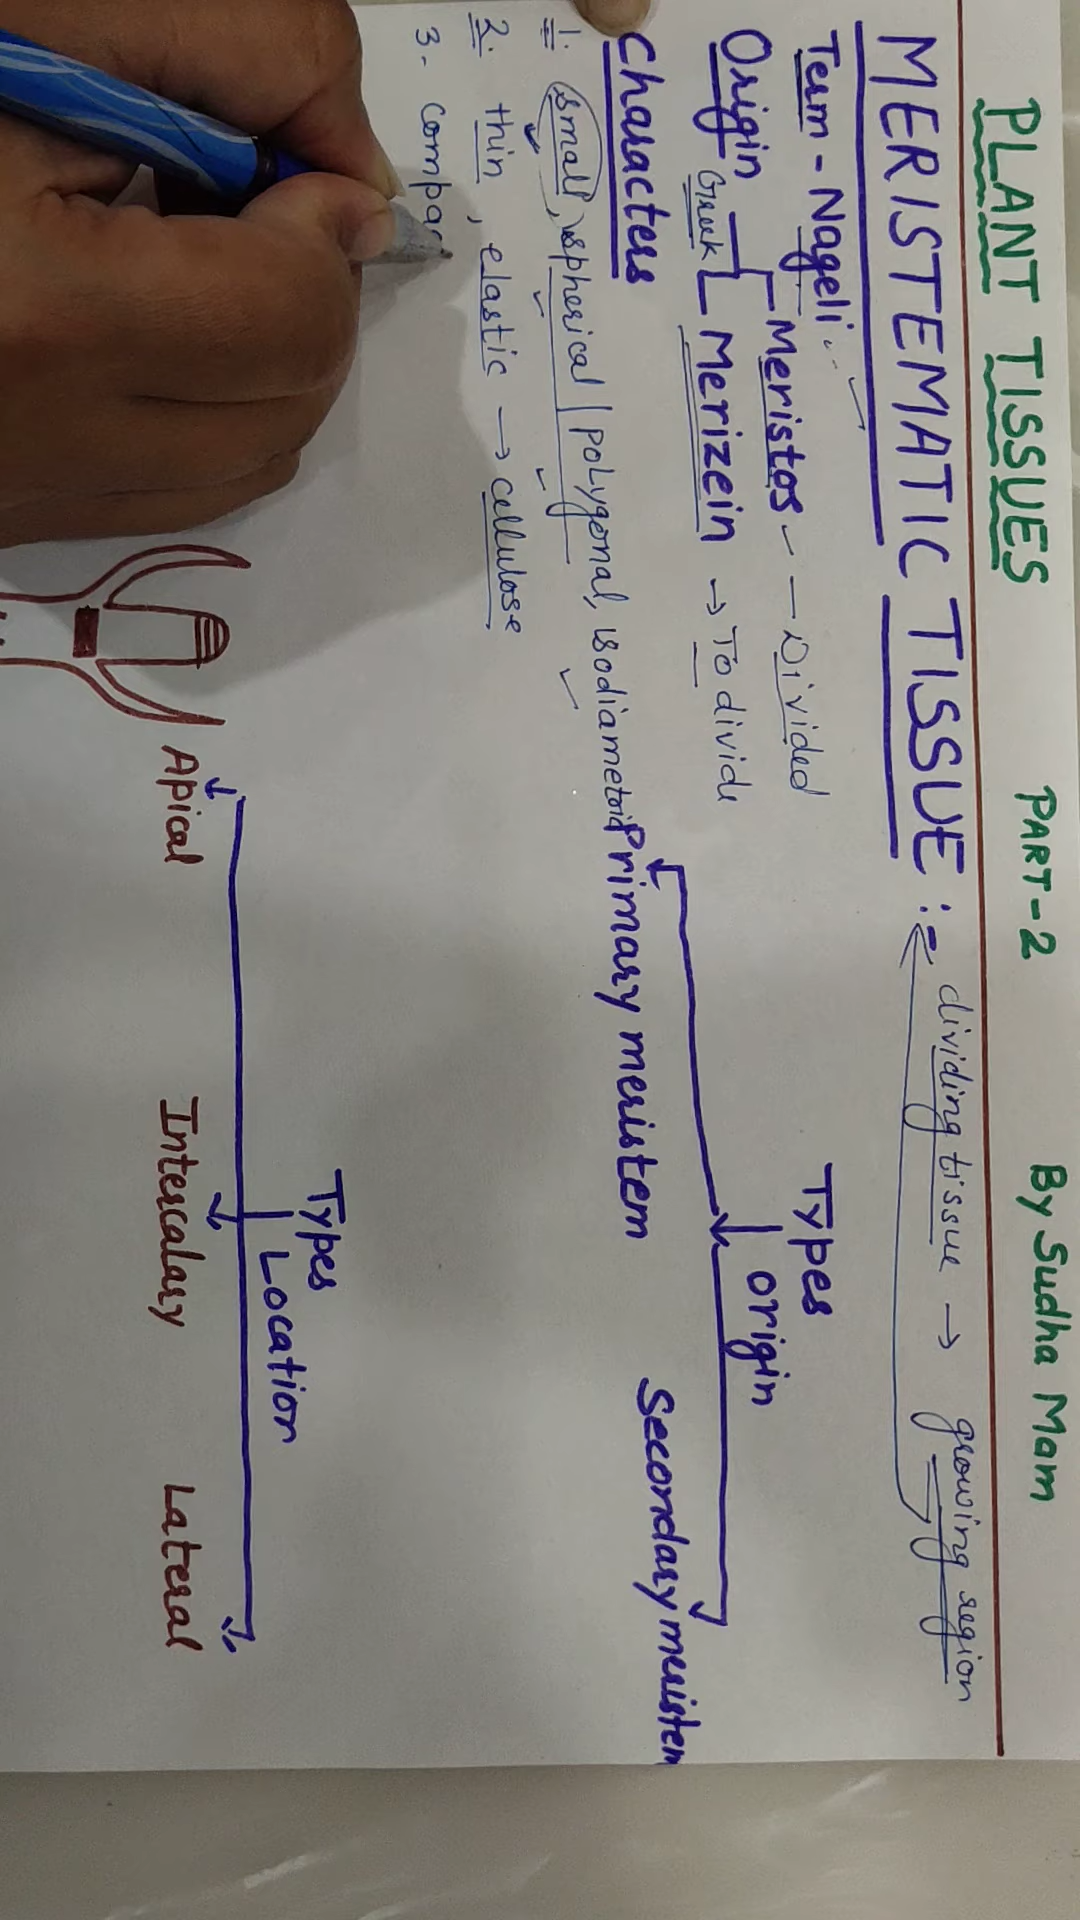 PLANT TISSUES PART-2 By Sudha Mam
MERISTEMATIC TISSUE :- dividing tissue → growing region
Term - Nageli
Origin Meristos - Divided
Greek Merizein → To divide
Characters
1. small, spherical / polygonal, isodiametric
2. thin, elastic → cellulose
3. compac
Types
origin
Primary meristem Secondary meristem
Types
Location
Apical Intercalary Lateral